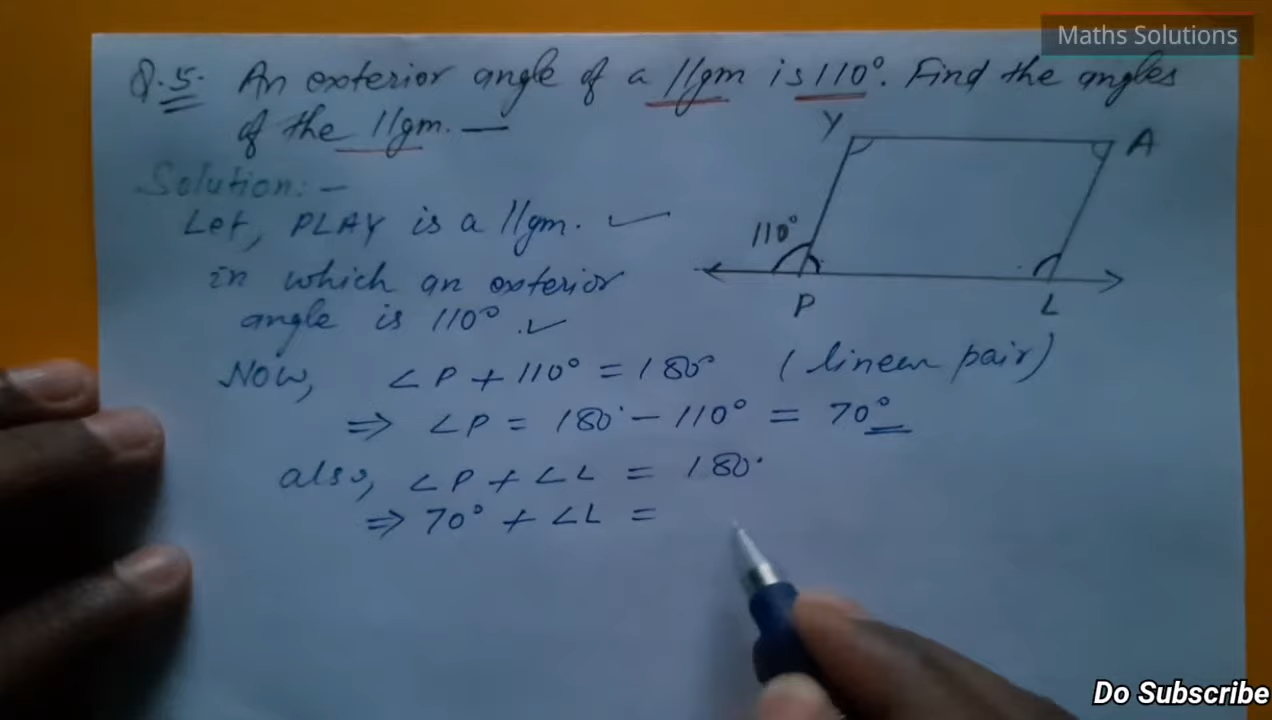 Maths Solutions
Q.5. An exterior angle of a ||gm is 110°. Find the angles
of the ||gm. —
Y
A
Solution:-
Let, PLAY is a ||gm.
110°
in which an exterior
P
L
angle is 110°.
Now, ∠P + 110° = 180° (linear pair)
⇒ ∠P = 180° - 110° = 70°
also, ∠P + ∠L = 180°
⇒ 70° + ∠L =
Do Subscribe